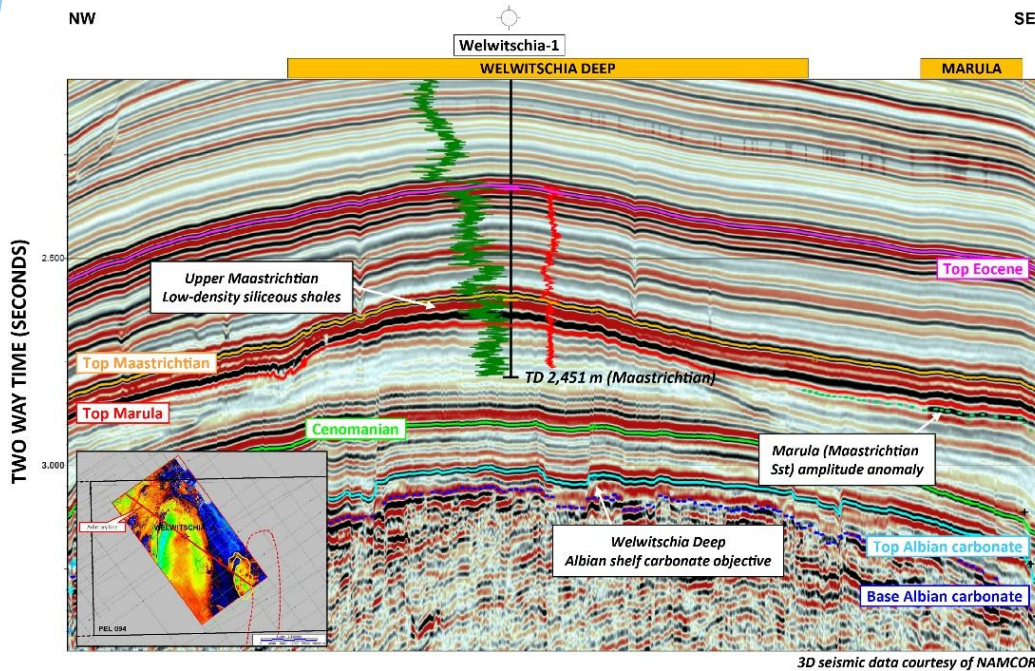 NW
SE
Welwitschia-1
WELWITSCHIA DEEP
MARULA
TWO WAY TIME (SECONDS)
2.500
3.000
Upper Maastrichtian
Low-density siliceous shales
Top Eocene
Top Maastrichtian
TD 2,451 m (Maastrichtian)
Top Marula
Cenomanian
Marula (Maastrichtian
Sst) amplitude anomaly
WELWITSCHIA
Welwitschia Deep
Albian shelf carbonate objective
Top Albian carbonate
Base Albian carbonate
PEL 094
3D seismic data courtesy of NAMCOR